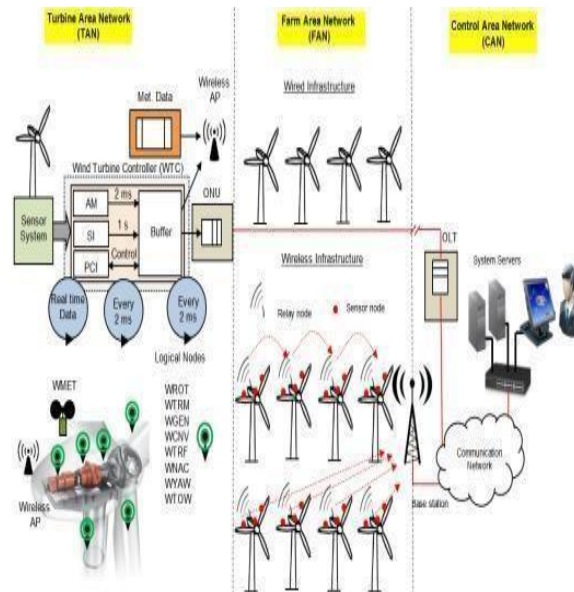 Turbine Area Network
(TAN)
Farm Area Network
(FAN)
Control Area Network
(CAN)
Wired Infrastructure
Wireless
AP
Met. Data
Wind Turbine Controller (WTC)
ONU
Sensor
System
AM
SI
PCI
2 ms
1 s
Control
Buffer
OLT
System Servers
Wireless Infrastructure
Real time
Data
Every
2 ms
Every
2 ms
Logical Nodes
Relay node
Sensor node
WMET
Wireless
AP
WROT
WTRM
WGEN
WCNV
WTRF
WNAC
WYAW
WTOW
Communication
Network
Base station